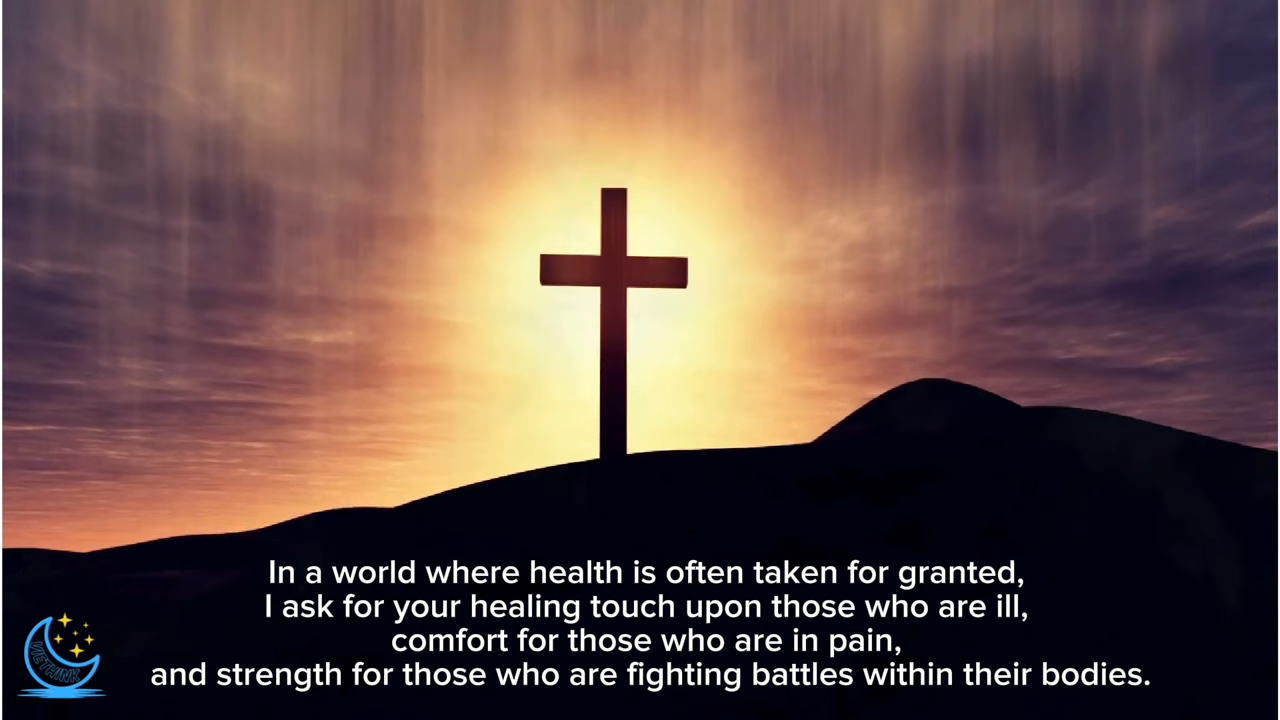 In a world where health is often taken for granted,
I ask for your healing touch upon those who are ill,
comfort for those who are in pain,
and strength for those who are fighting battles within their bodies.
VIETHINK